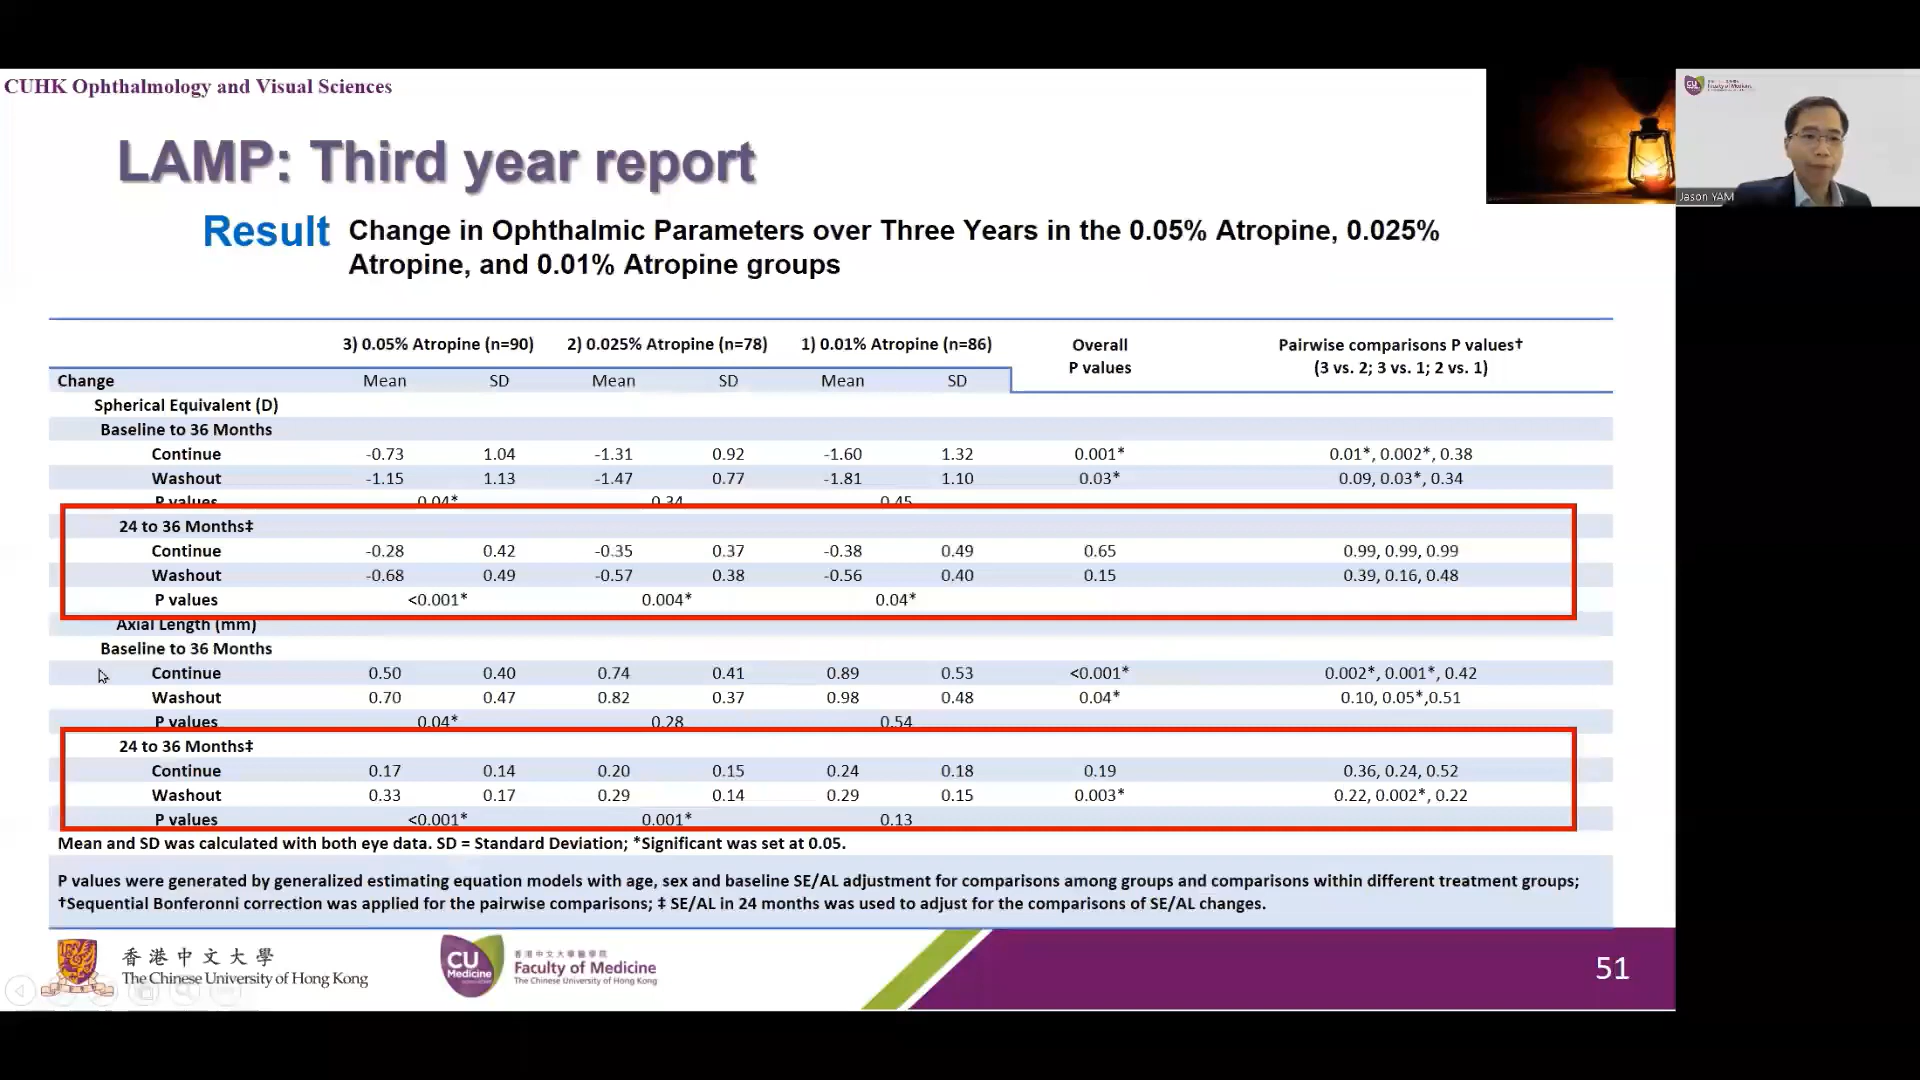 CUHK Ophthalmology and Visual Sciences
LAMP: Third year report
Result Change in Ophthalmic Parameters over Three Years in the 0.05% Atropine, 0.025%
Atropine, and 0.01% Atropine groups
3) 0.05% Atropine (n=90) 2) 0.025% Atropine (n=78) 1) 0.01% Atropine (n=86) Overall Pairwise comparisons P values†
P values (3 vs. 2; 3 vs. 1; 2 vs. 1)
Change Mean SD Mean SD Mean SD
Spherical Equivalent (D)
Baseline to 36 Months
Continue -0.73 1.04 -1.31 0.92 -1.60 1.32 0.001* 0.01*, 0.002*, 0.38
Washout -1.15 1.13 -1.47 0.77 -1.81 1.10 0.03* 0.09, 0.03*, 0.34
P values 0.04* 0.34 0.45
24 to 36 Months‡
Continue -0.28 0.42 -0.35 0.37 -0.38 0.49 0.65 0.99, 0.99, 0.99
Washout -0.68 0.49 -0.57 0.38 -0.56 0.40 0.15 0.39, 0.16, 0.48
P values <0.001* 0.004* 0.04*
Axial Length (mm)
Baseline to 36 Months
Continue 0.50 0.40 0.74 0.41 0.89 0.53 <0.001* 0.002*, 0.001*, 0.42
Washout 0.70 0.47 0.82 0.37 0.98 0.48 0.04* 0.10, 0.05*,0.51
P values 0.04* 0.28 0.54
24 to 36 Months‡
Continue 0.17 0.14 0.20 0.15 0.24 0.18 0.19 0.36, 0.24, 0.52
Washout 0.33 0.17 0.29 0.14 0.29 0.15 0.003* 0.22, 0.002*, 0.22
P values <0.001* 0.001* 0.13
Mean and SD was calculated with both eye data. SD = Standard Deviation; *Significant was set at 0.05.
P values were generated by generalized estimating equation models with age, sex and baseline SE/AL adjustment for comparisons among groups and comparisons within different treatment groups;
†Sequential Bonferonni correction was applied for the pairwise comparisons; ‡ SE/AL in 24 months was used to adjust for the comparisons of SE/AL changes.
香港中文大學
The Chinese University of Hong Kong
CU
Medicine
香港中文大學醫學院
Faculty of Medicine
The Chinese University of Hong Kong
51
CU
Faculty of Medicine
Jason YAM